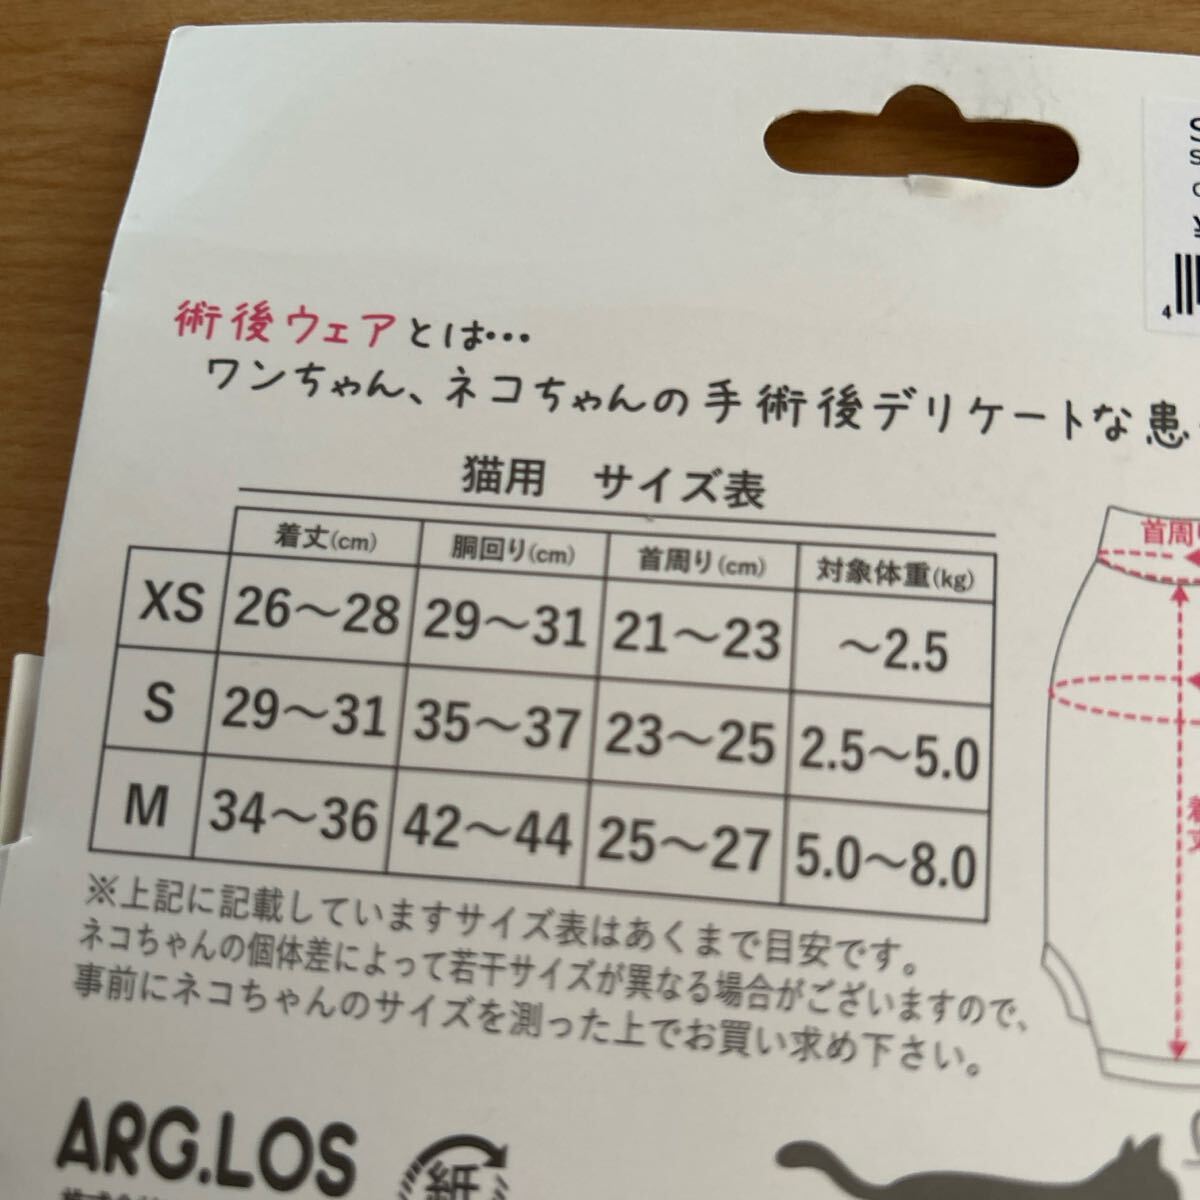 術後ウェアとは…
ワンちゃん、ネコちゃんの手術後デリケートな患
猫用 サイズ表
着丈(cm) 胴回り(cm) 首周り(cm) 対象体重(kg)
XS 26〜28 29〜31 21〜23 〜2.5
S 29〜31 35〜37 23〜25 2.5〜5.0
M 34〜36 42〜44 25〜27 5.0〜8.0
※上記に記載していますサイズ表はあくまで目安です。
ネコちゃんの個体差によって若干サイズが異なる場合がございますので、
事前にネコちゃんのサイズを測った上でお買い求め下さい。
首周り
着丈
ARG.LOS
紙
4